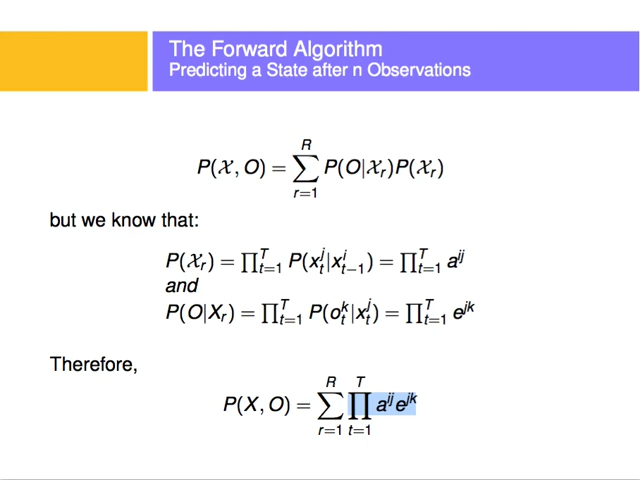 The Forward Algorithm
Predicting a State after n Observations
P(𝒳, O) = ∑_{r=1}^{R} P(O|𝒳_r)P(𝒳_r)
but we know that:
P(𝒳_r) = ∏_{t=1}^{T} P(x_t^j|x_{t−1}^i) = ∏_{t=1}^{T} a^{ij}
and
P(O|X_r) = ∏_{t=1}^{T} P(o_t^k|x_t^j) = ∏_{t=1}^{T} e^{jk}
Therefore,
P(X, O) = ∑_{r=1}^{R} ∏_{t=1}^{T} a^{ij}e^{jk}